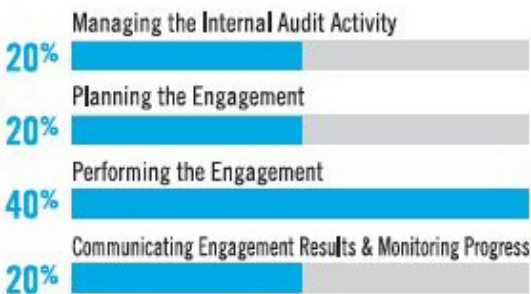 Managing the Internal Audit Activity
20%
Planning the Engagement
20%
Performing the Engagement
40%
Communicating Engagement Results & Monitoring Progress
20%